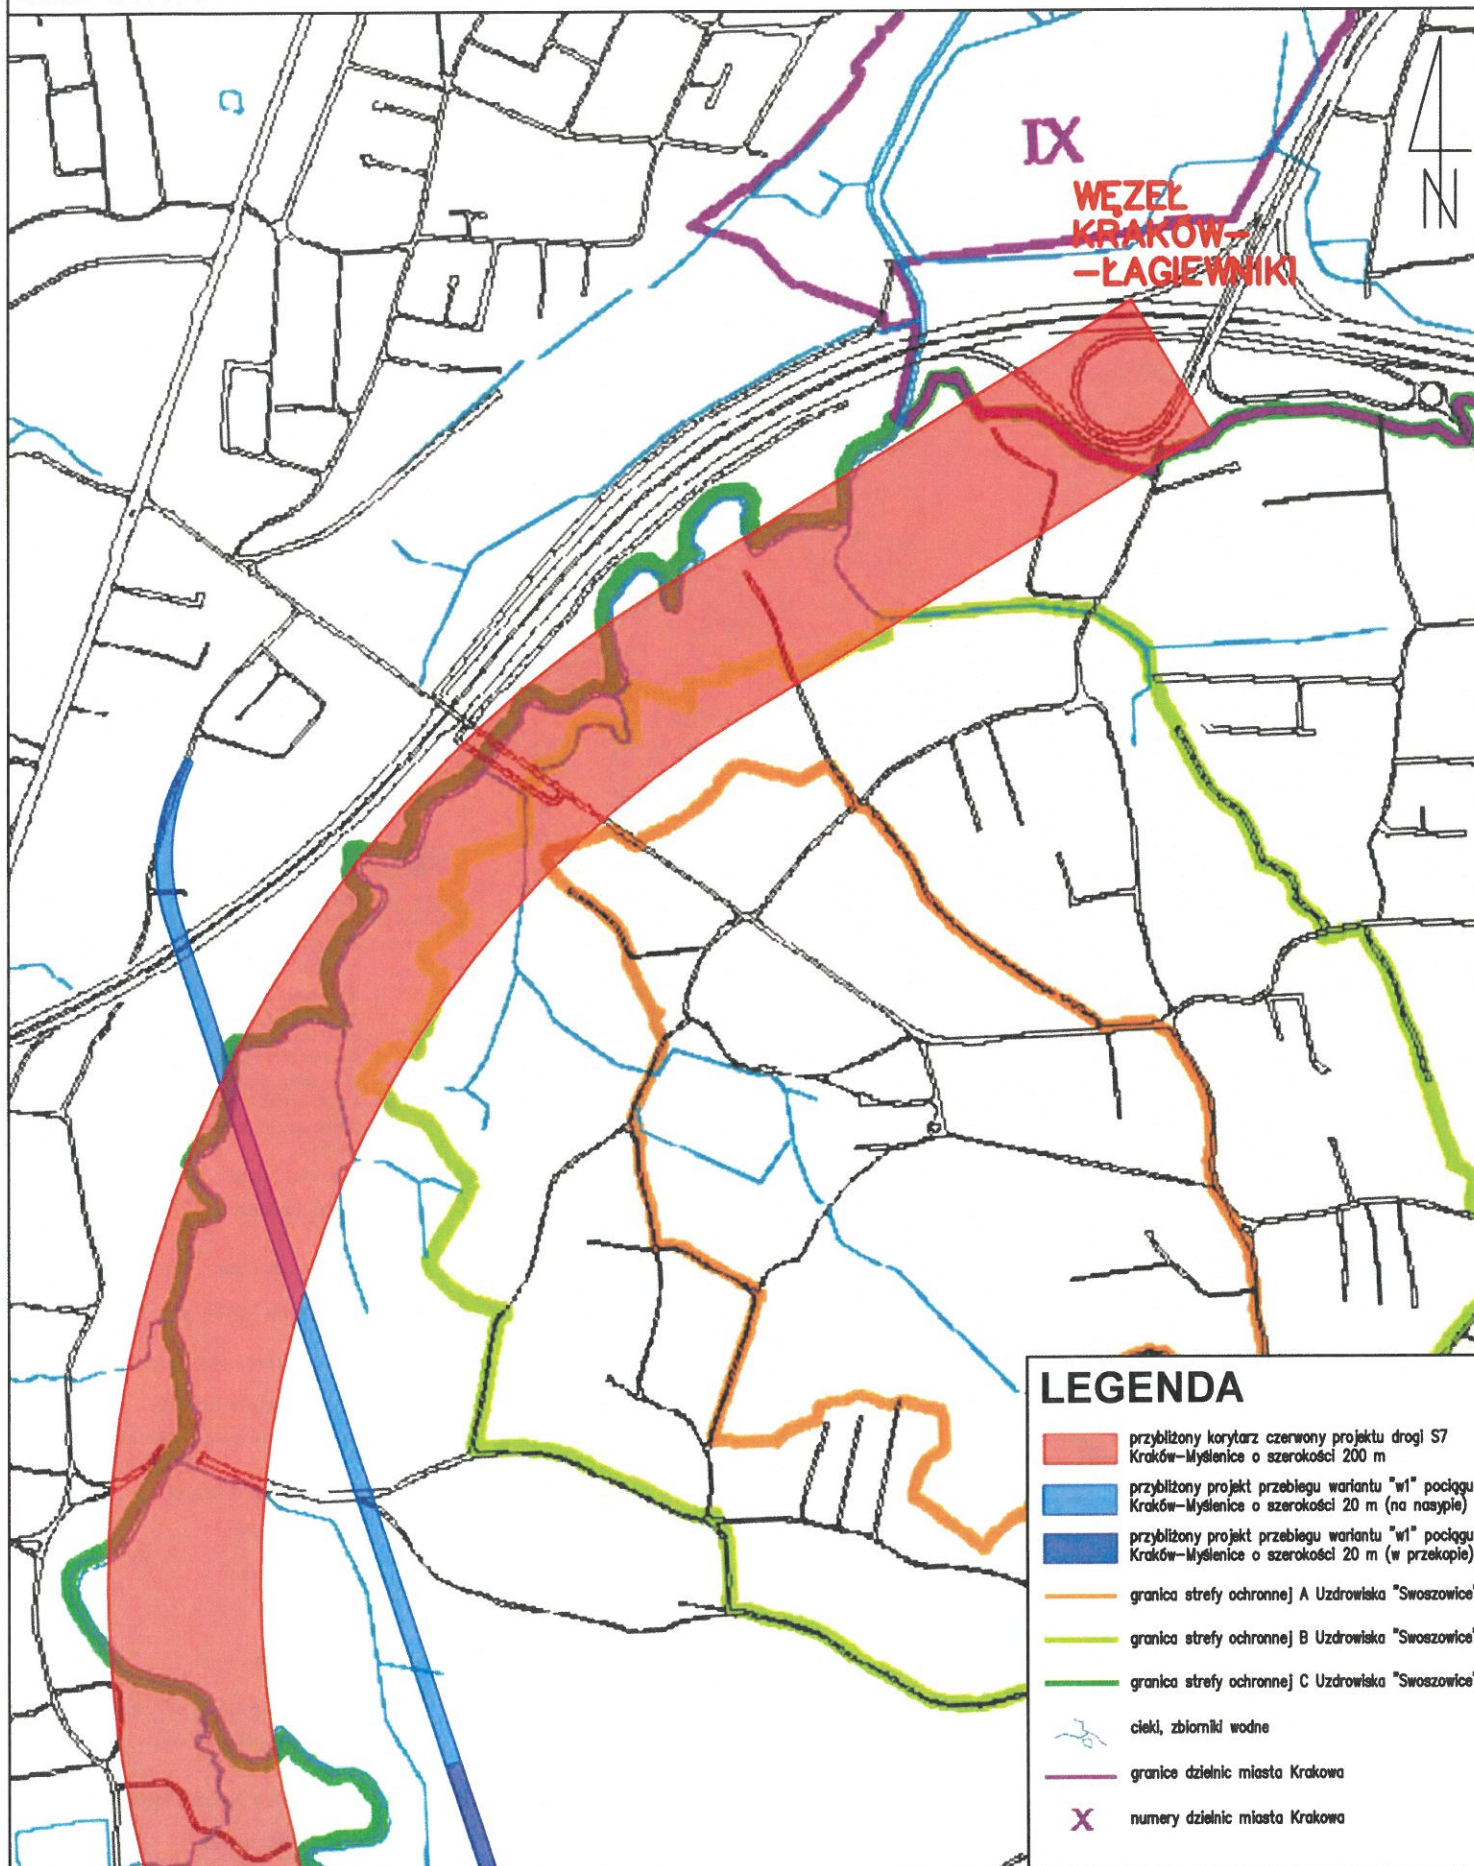 IX
WĘZEŁ
KRAKÓW-
-ŁAGIEWNIKI
N
LEGENDA
przybliżony korytarz czerwony projektu drogi S7
Kraków-Myślenice o szerokości 200 m
przybliżony projekt przebiegu wariantu "w1" pociągu
Kraków-Myślenice o szerokości 20 m (na nasypie)
przybliżony projekt przebiegu wariantu "w1" pociągu
Kraków-Myślenice o szerokości 20 m (w przekopie)
granica strefy ochronnej A Uzdrowiska "Swoszowice"
granica strefy ochronnej B Uzdrowiska "Swoszowice"
granica strefy ochronnej C Uzdrowiska "Swoszowice"
cieki, zbiorniki wodne
granice dzielnic miasta Krakowa
X numery dzielnic miasta Krakowa